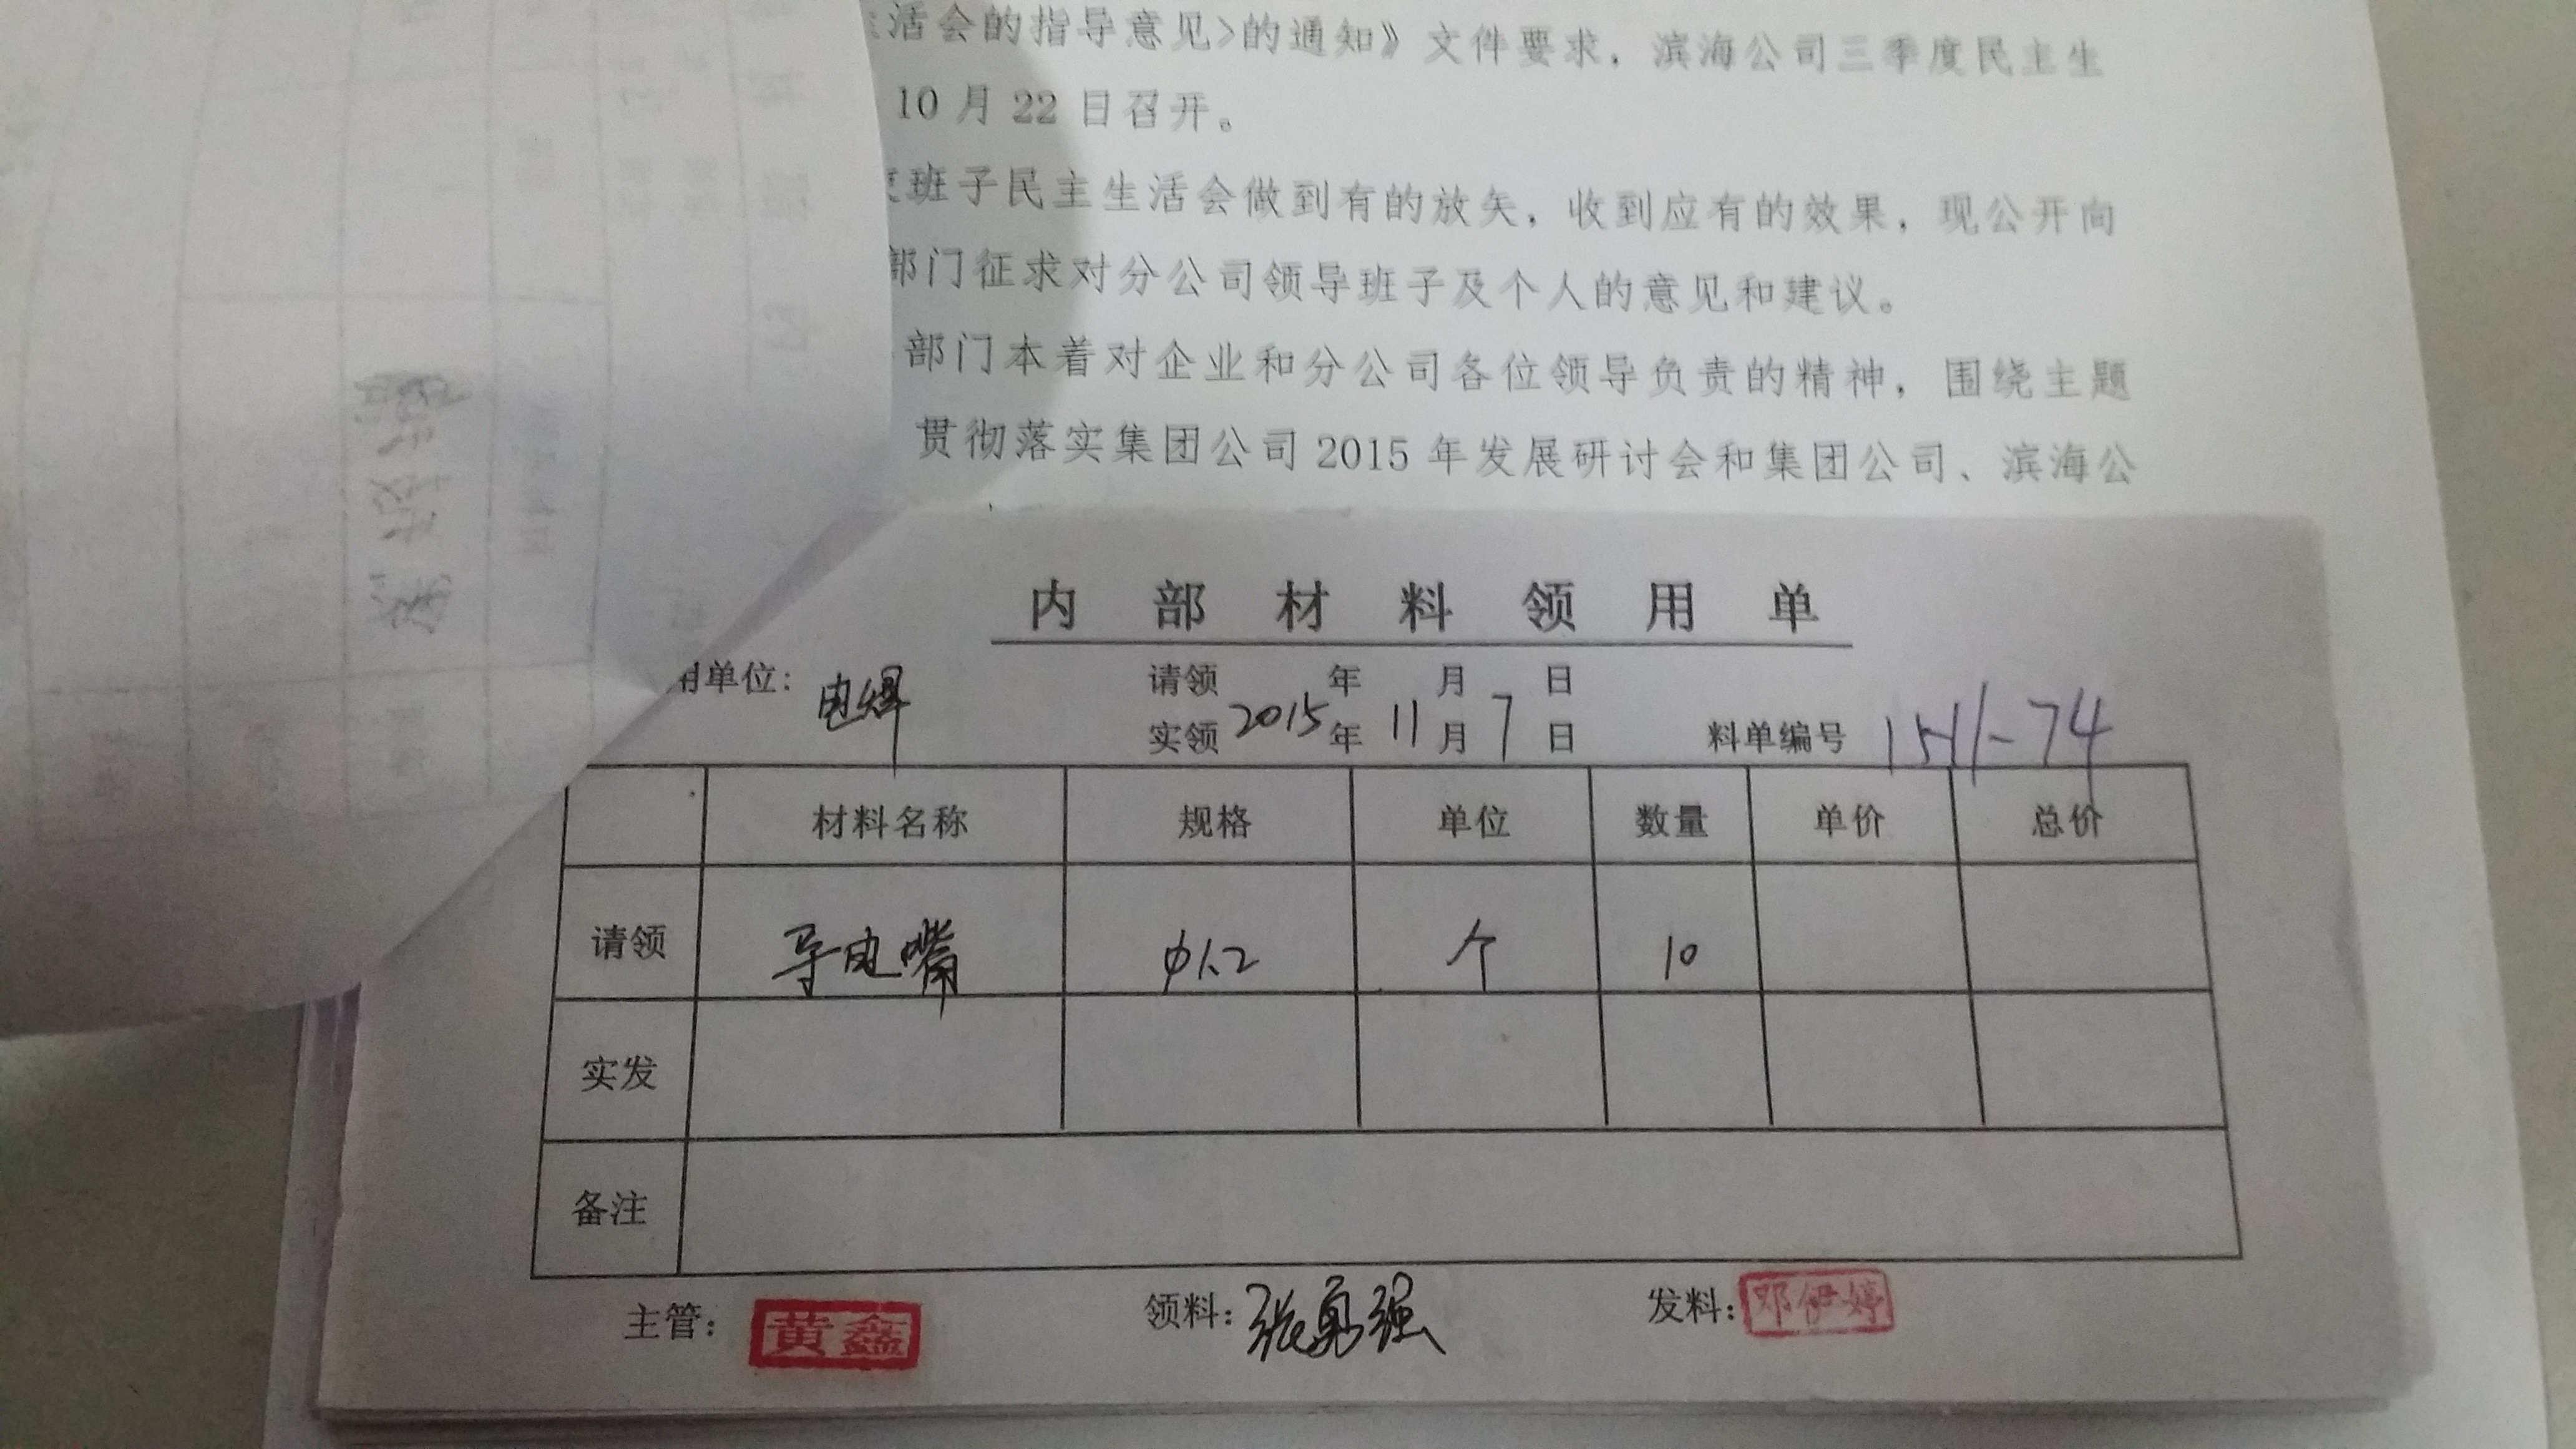 生活会的指导意见>的通知》文件要求，滨海公司三季度民主生
10月22日召开。
度班子民主生活会做到有的放矢，收到应有的效果，现公开向
部门征求对分公司领导班子及个人的意见和建议。
部门本着对企业和分公司各位领导负责的精神，围绕主题
贯彻落实集团公司2015年发展研讨会和集团公司、滨海公
内部材料领用单
用单位：电焊 请领 年 月 日
实领 2015年11月7日 料单编号 1511-74
材料名称 规格 单位 数量 单价 总价
请领 导电嘴 φ1.2 个 10
实发
备注
主管：黄鑫 领料：张勇强 发料：邓伊婷